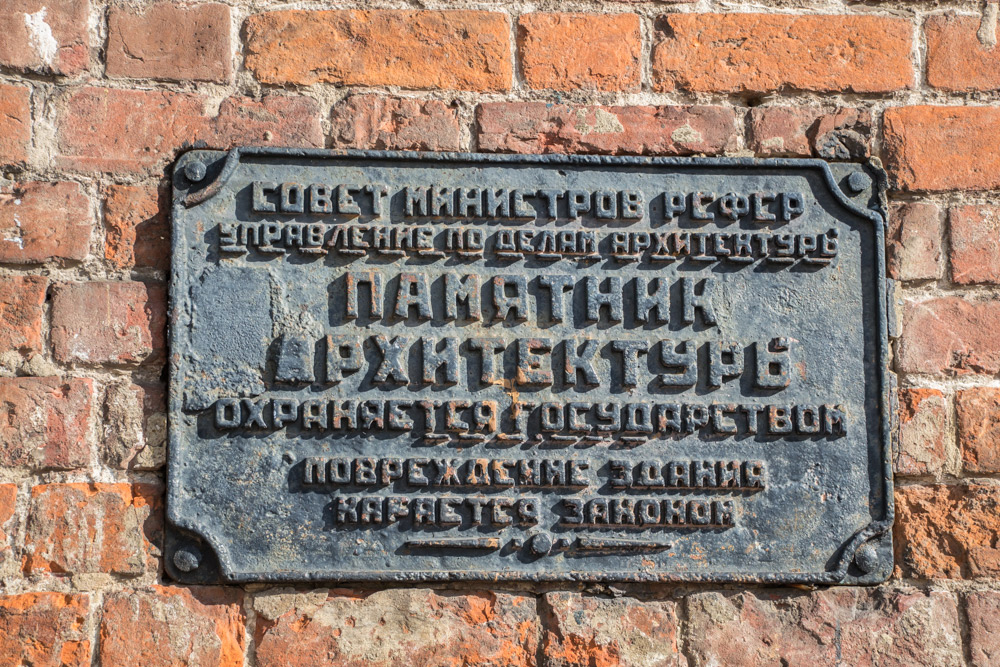 СОВЕТ МИНИСТРОВ РСФСР
УПРАВЛЕНИЕ ПО ДЕЛАМ АРХИТЕКТУРЫ
ПАМЯТНИК
АРХИТЕКТУРЫ
ОХРАНЯЕТСЯ ГОСУДАРСТВОМ
ПОВРЕЖДЕНИЕ ЗДАНИЯ
КАРАЕТСЯ ЗАКОНОМ